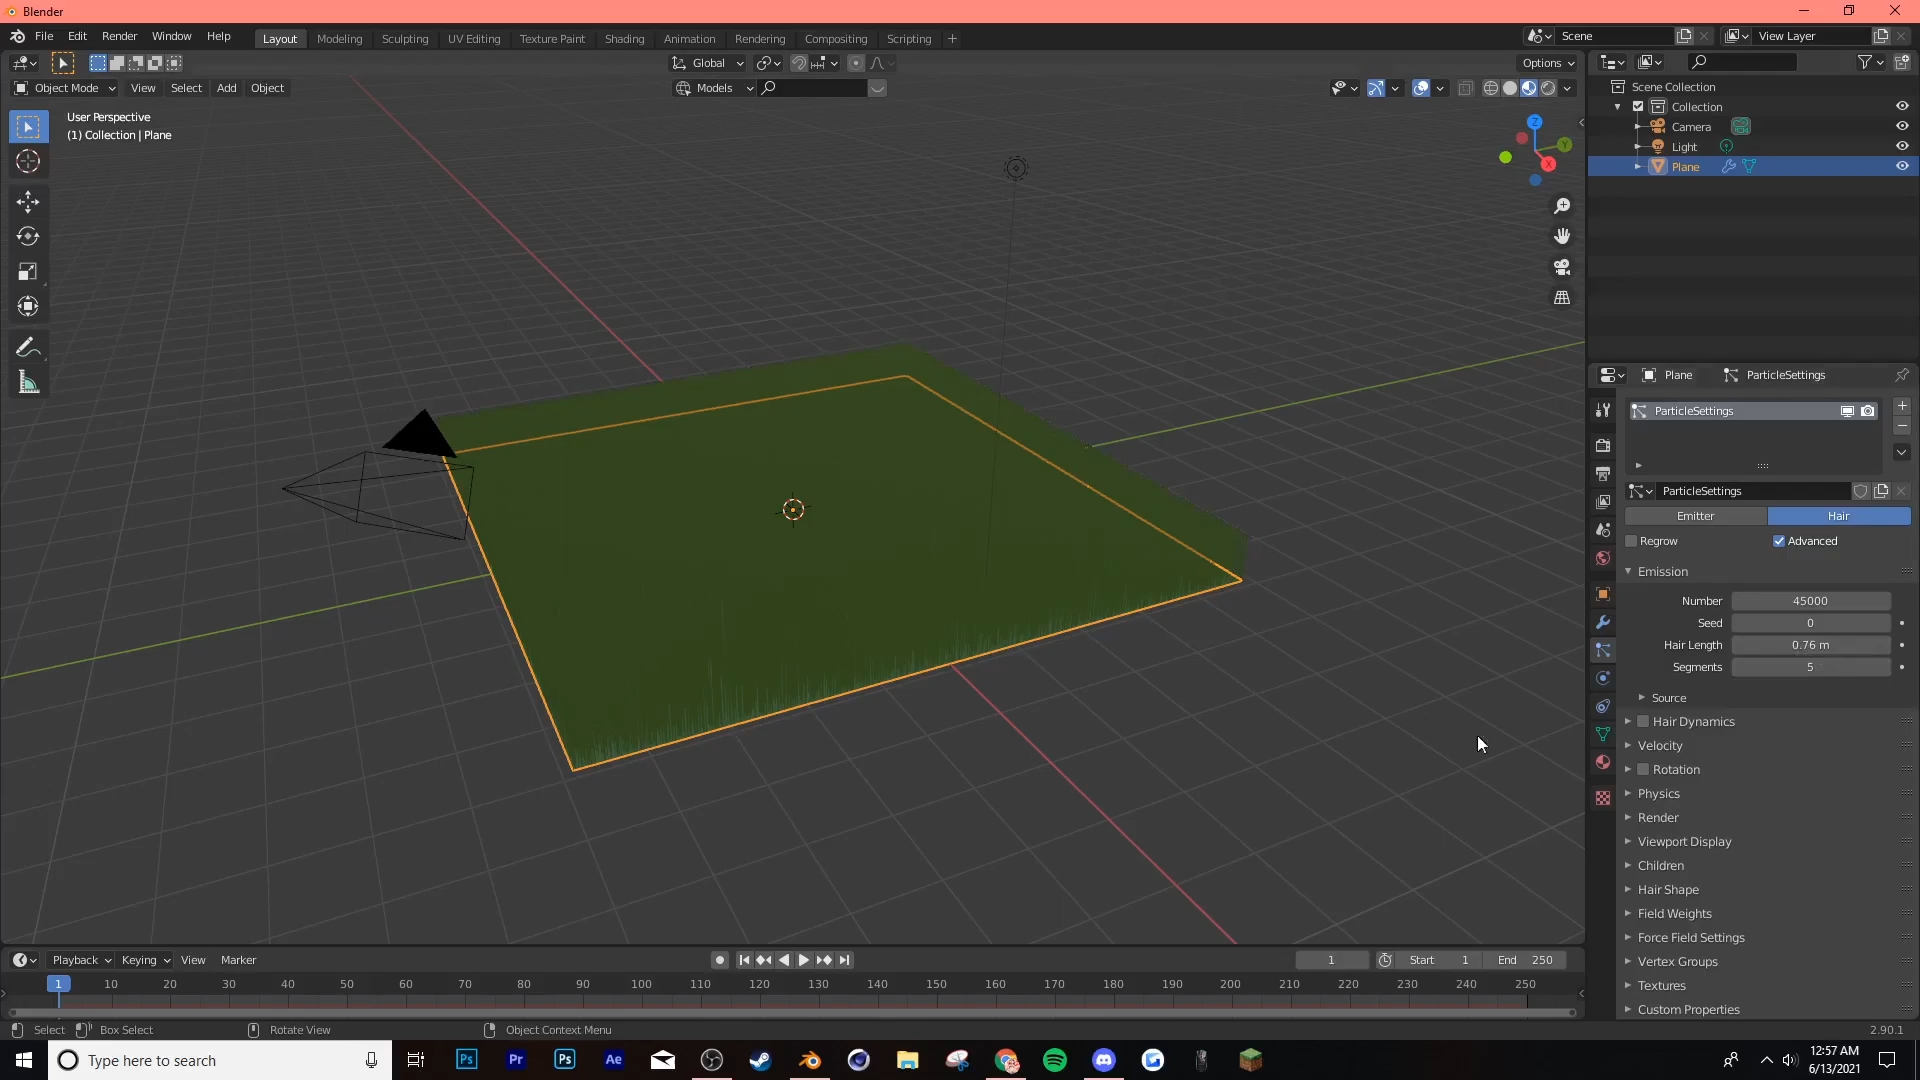 Blender
File Edit Render Window Help
Layout Modeling Sculpting UV Editing Texture Paint Shading Animation Rendering Compositing Scripting +
Scene
View Layer
Global
Options
Object Mode View Select Add Object
Models
User Perspective
(1) Collection | Plane
Z
Y
X
Scene Collection
Collection
Camera
Light
Plane
Plane ParticleSettings
ParticleSettings
ParticleSettings
Emitter Hair
Regrow Advanced
Emission
Number 45000
Seed 0
Hair Length 0.76 m
Segments 5
Source
Hair Dynamics
Velocity
Rotation
Physics
Render
Viewport Display
Children
Hair Shape
Field Weights
Force Field Settings
Vertex Groups
Textures
Custom Properties
Playback Keying View Marker
1 Start 1 End 250
1 10 20 30 40 50 60 70 80 90 100 110 120 130 140 150 160 170 180 190 200 210 220 230 240 250
Select Box Select Rotate View Object Context Menu 2.90.1
Type here to search
Ps Pr Ps Ae
12:57 AM
6/13/2021